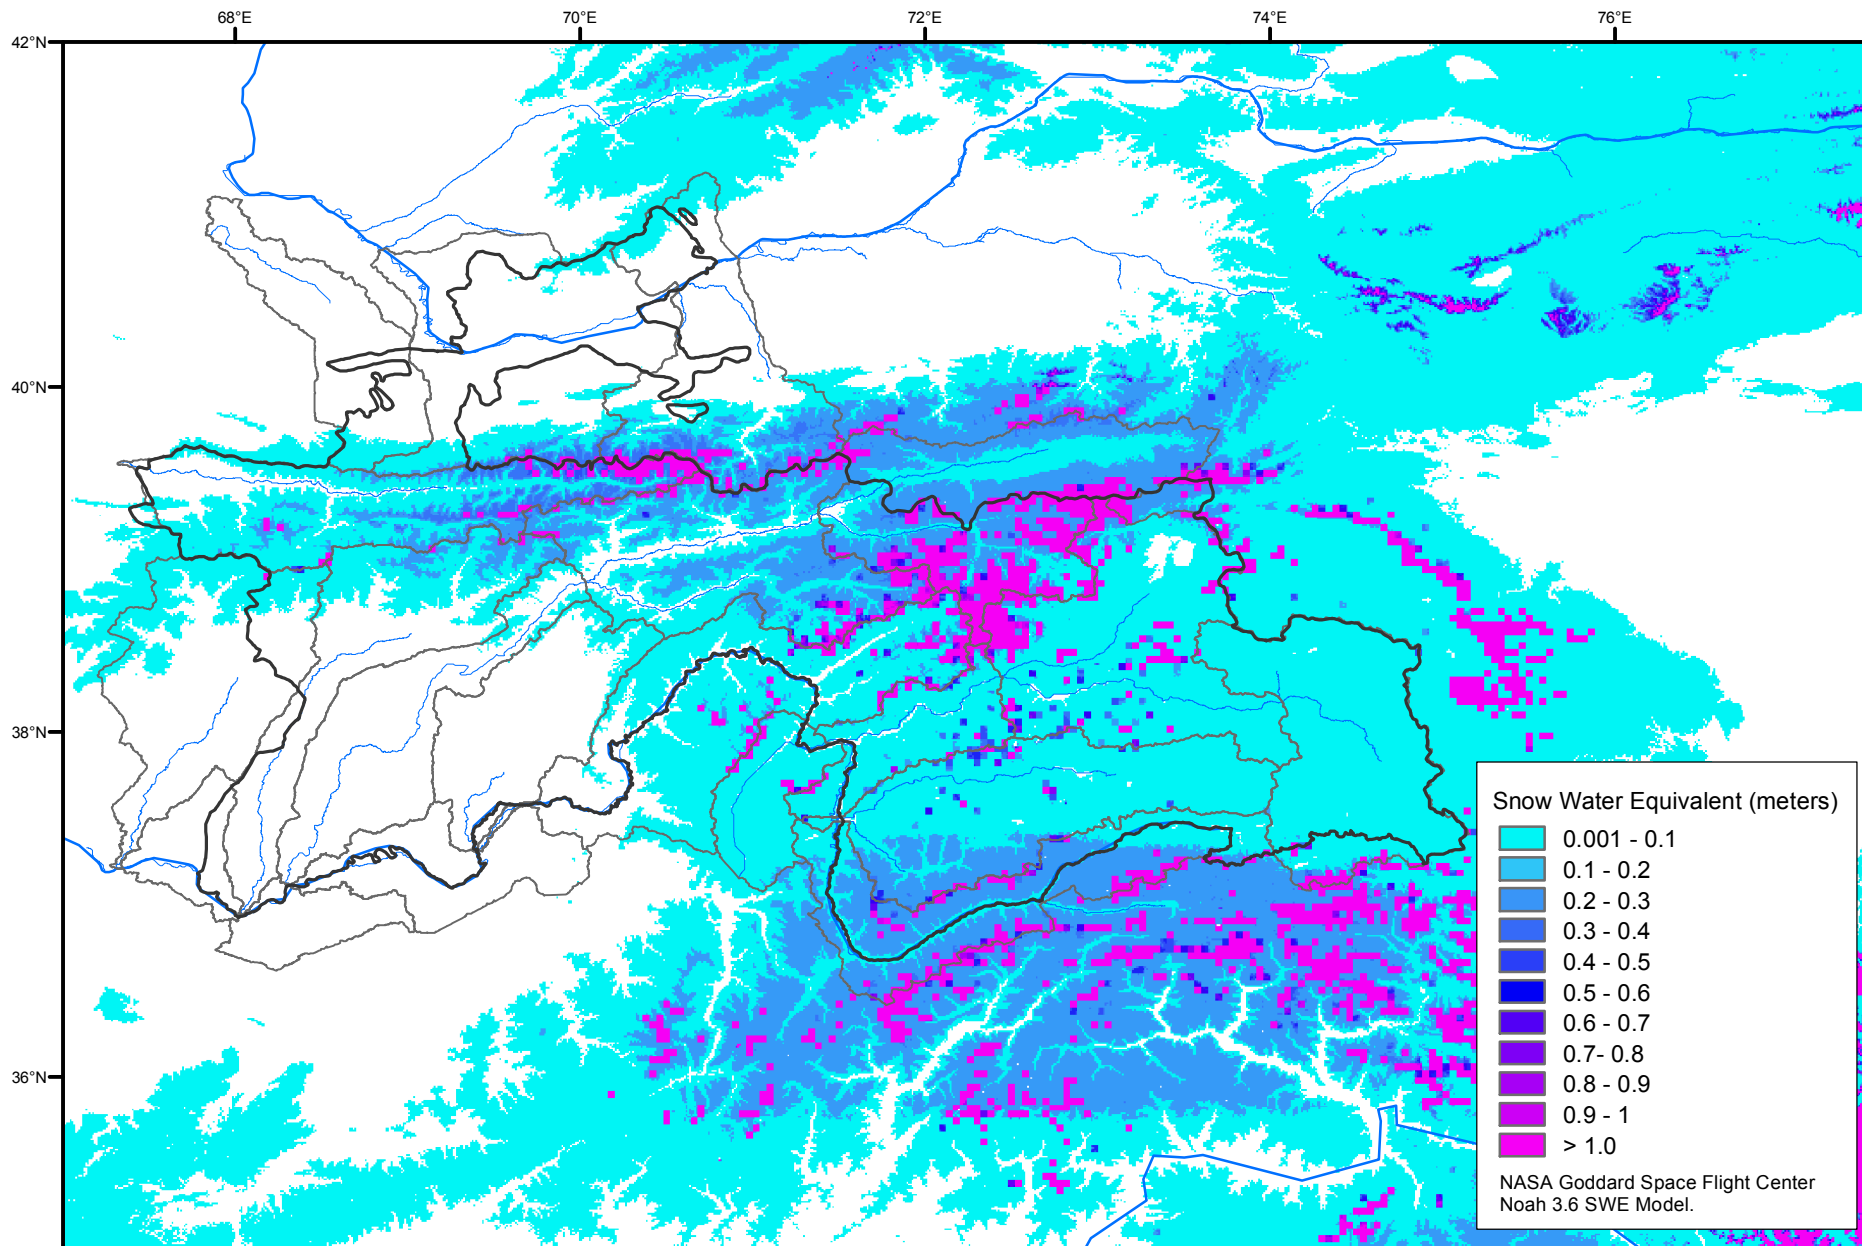 68°E 70°E 72°E 74°E 76°E
42°N
40°N
38°N
36°N
Snow Water Equivalent (meters)
0.001 - 0.1
0.1 - 0.2
0.2 - 0.3
0.3 - 0.4
0.4 - 0.5
0.5 - 0.6
0.6 - 0.7
0.7- 0.8
0.8 - 0.9
0.9 - 1
> 1.0
NASA Goddard Space Flight Center
Noah 3.6 SWE Model.